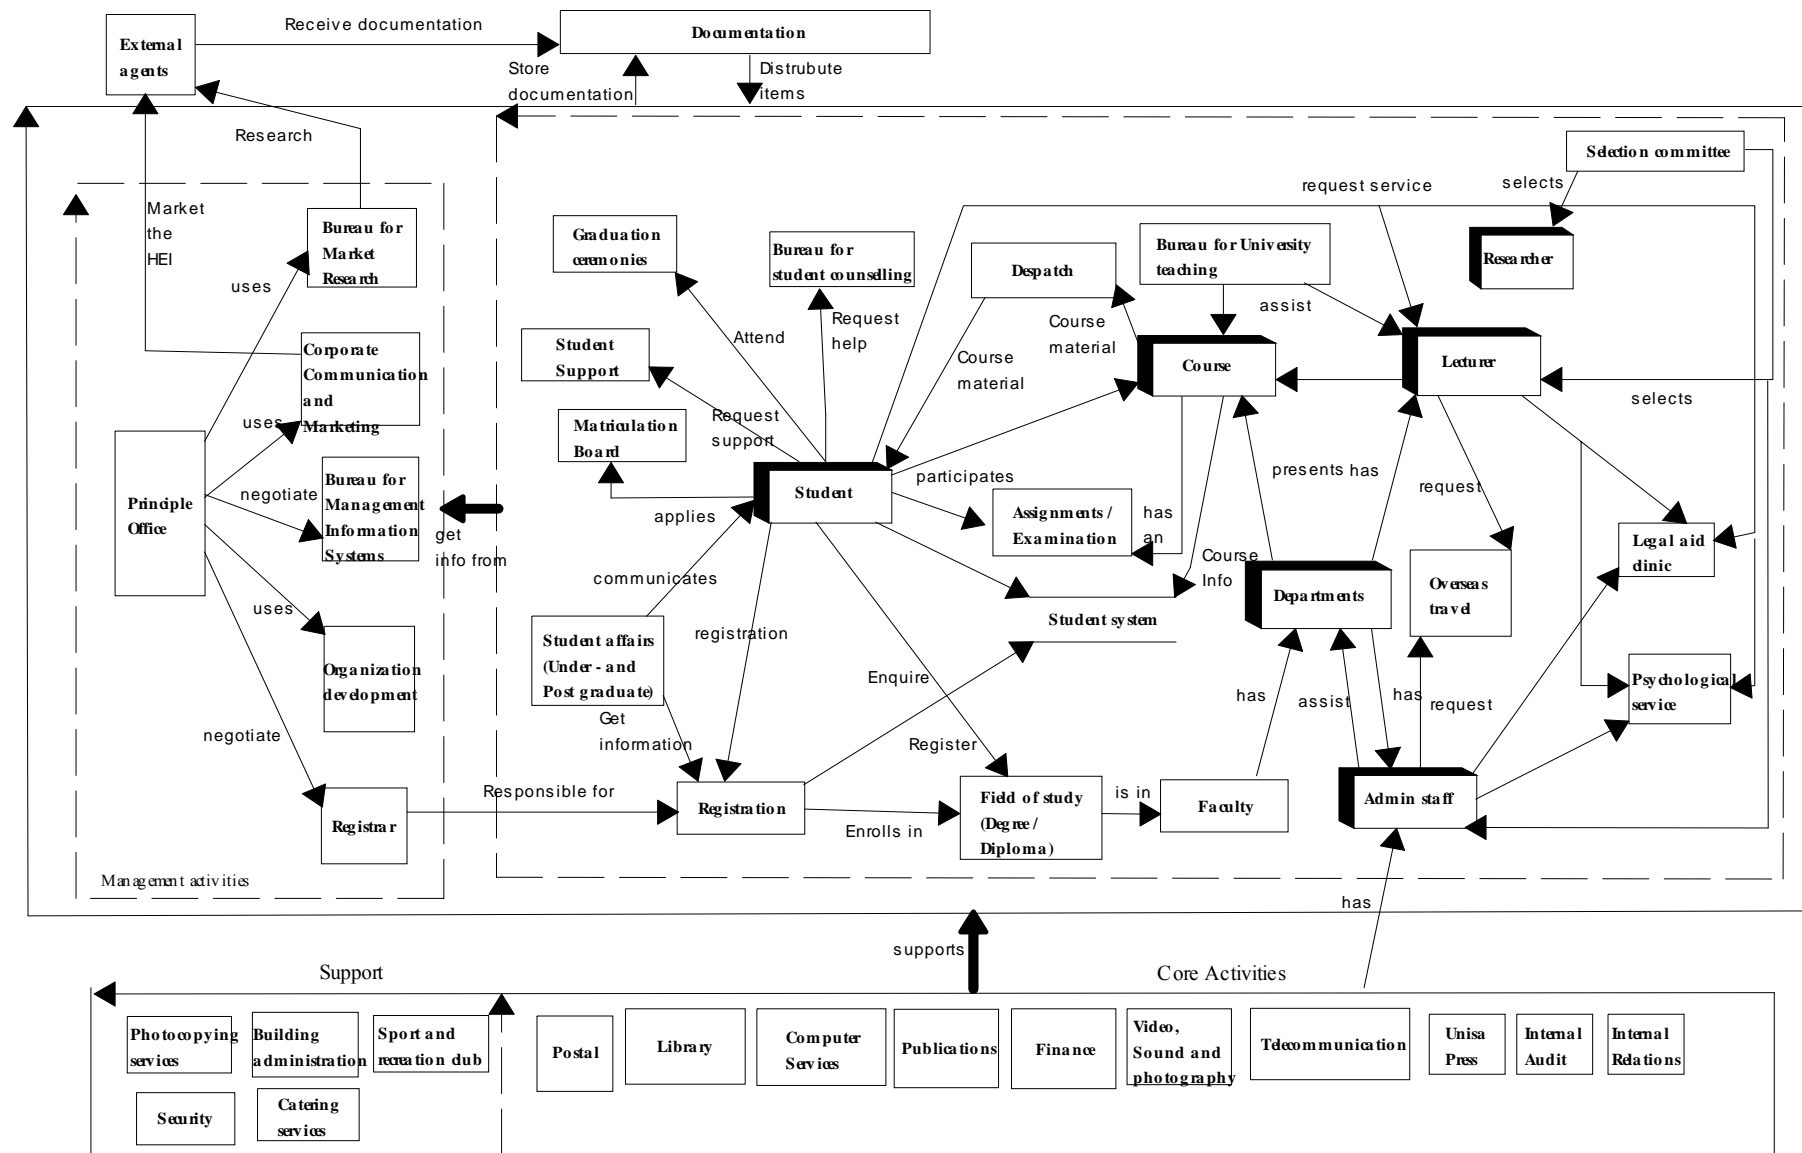 Receive documentation
External
agents
Documentation
Store
documentation
Distrubute
items
Research
Market
the
HEI
Bureau for
Market
Research
uses
Corporate
Communication
and
Marketing
uses
Principle
Office
negotiate
Bureau for
Management
Information
Systems
get
info from
uses
Organization
development
negotiate
Registrar
Management activities
Responsible for
Graduation
ceremonies
Bureau for
student counselling
Attend
Request
help
Student
Support
Request
support
Matriculation
Board
applies
Student
communicates
Student affairs
(Under - and
Post graduate)
Get
information
registration
Registration
Enrolls in
Enquire
Register
Field of study
(Degree /
Diploma)
is in
Faculty
has
Despatch
Course
material
Course
material
participates
Assignments /
Examination
has
an
Course
Info
Student system
Bureau for University
teaching
assist
Course
request service
Selection committee
selects
Researcher
Lecturer
selects
presents
has
request
Departments
Overseas
travel
Legal aid
clinic
Psychological
service
assist
has
request
Admin staff
has
supports
Support
Core Activities
Photocopying
services
Building
administration
Sport and
recreation club
Security
Catering
services
Postal
Library
Computer
Services
Publications
Finance
Video,
Sound and
photography
Telecommunication
Unisa
Press
Internal
Audit
Internal
Relations